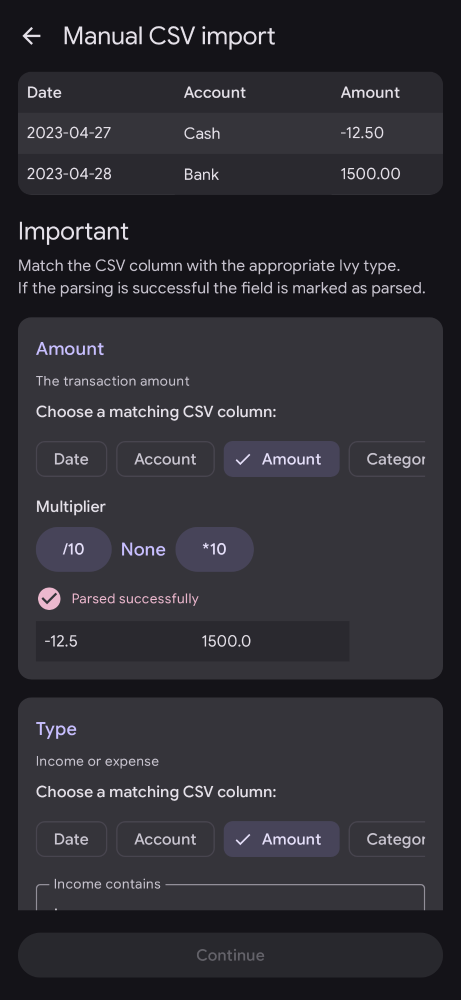 Manual CSV import
Date Account Amount
2023-04-27 Cash -12.50
2023-04-28 Bank 1500.00
Important
Match the CSV column with the appropriate Ivy type.
If the parsing is successful the field is marked as parsed.
Amount
The transaction amount
Choose a matching CSV column:
Date Account Amount Categor
Multiplier
/10 None *10
Parsed successfully
-12.5 1500.0
Type
Income or expense
Choose a matching CSV column:
Date Account Amount Categor
Income contains
Continue